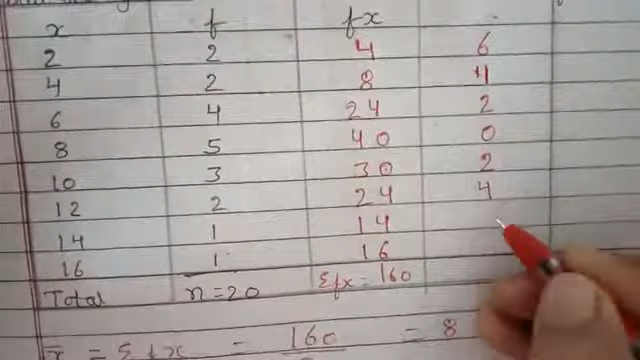 x f fx
2 2 4 6
4 2 8 4
6 4 24 2
8 5 40 0
10 3 30 2
12 2 24 4
14 1 14
16 1 16
Total n=20 Σfx=160
x̄ = Σfx = 160 = 8